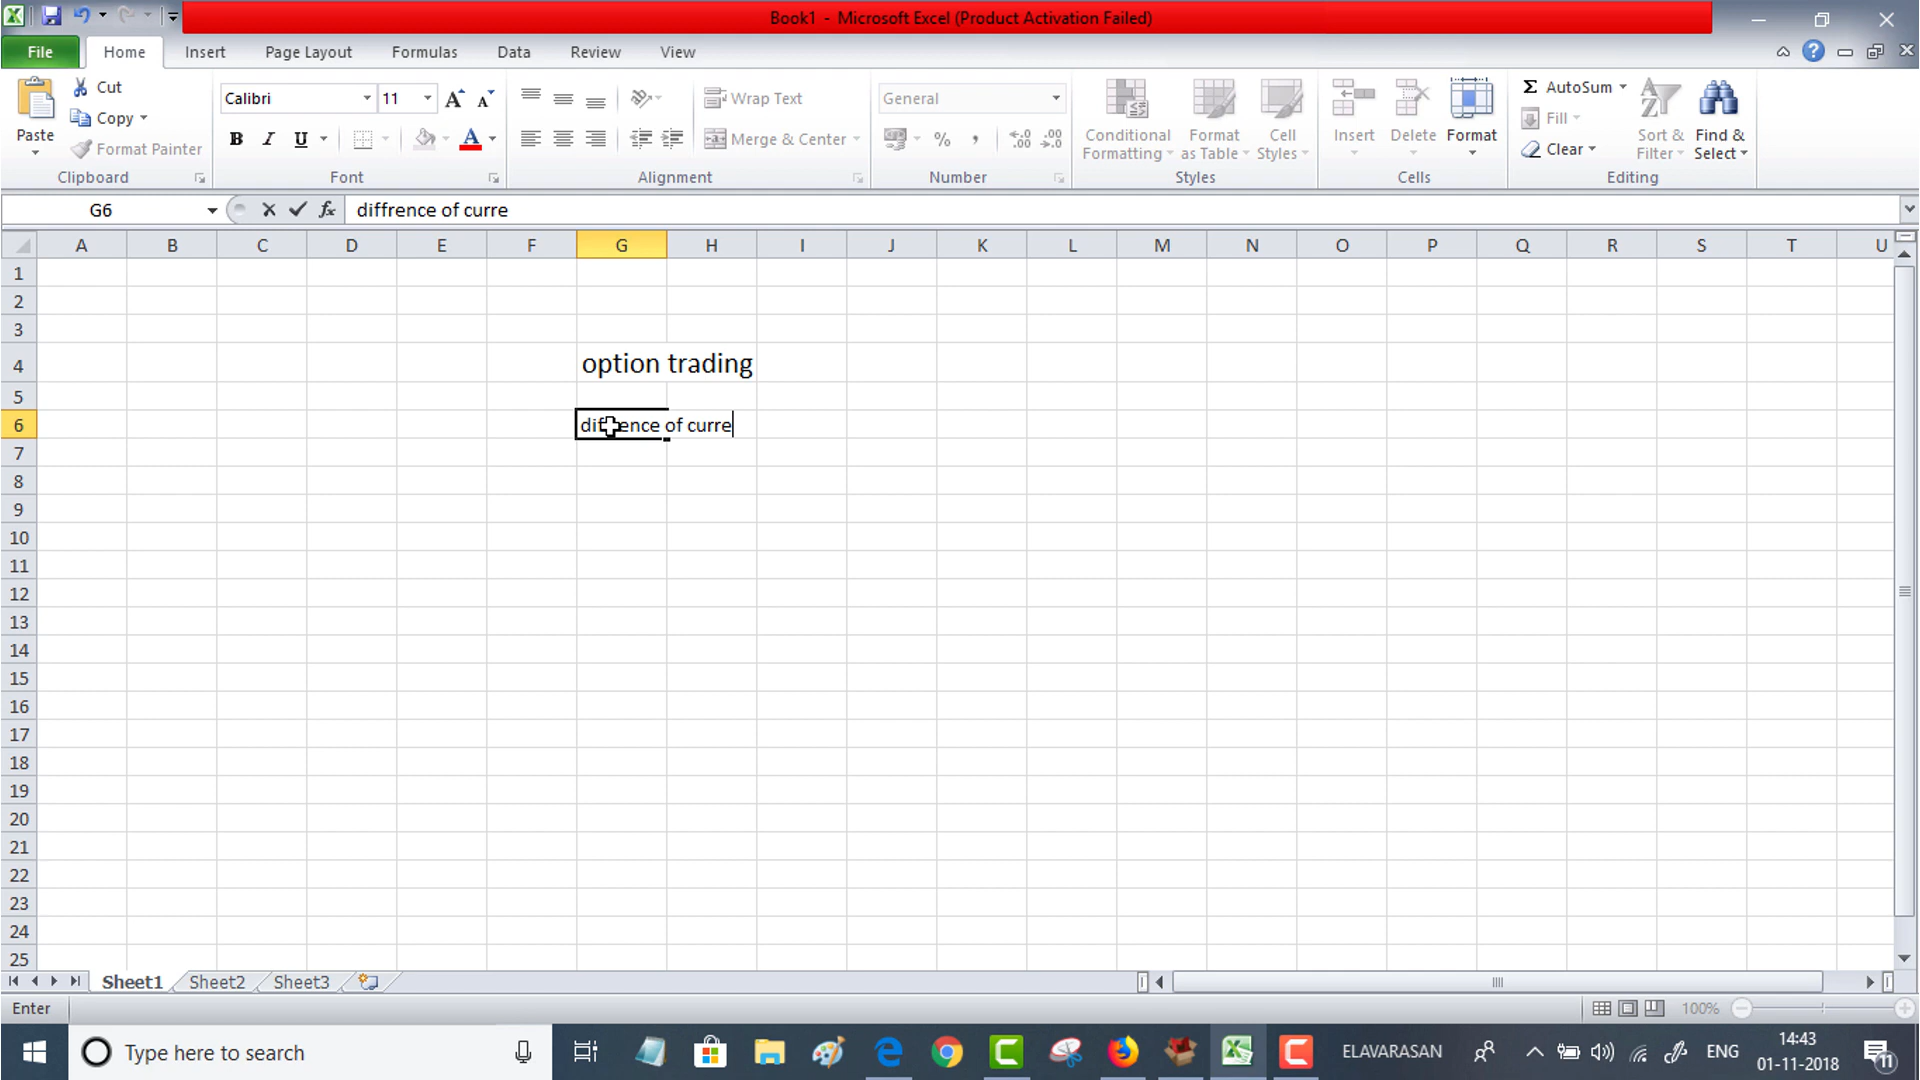 Book1 - Microsoft Excel (Product Activation Failed)
File Home Insert Page Layout Formulas Data Review View
Paste
Cut
Copy
Format Painter
Clipboard
Calibri 11
B I U
Font
Wrap Text
Merge & Center
Alignment
General
% ,
Number
Conditional Formatting
Format as Table
Cell Styles
Styles
Insert
Delete
Format
Cells
Σ AutoSum
Fill
Clear
Sort & Filter
Find & Select
Editing
G6 fx diffrence of curre
A B C D E F G H I J K L M N O P Q R S T U
1
2
3
4 option trading
5
6 diffrence of curre
7
8
9
10
11
12
13
14
15
16
17
18
19
20
21
22
23
24
25
Sheet1 Sheet2 Sheet3
Enter 100%
Type here to search ELAVARASAN ENG 14:43
01-11-2018 11